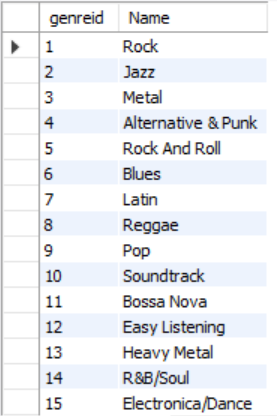 genreid Name
1 Rock
2 Jazz
3 Metal
4 Alternative & Punk
5 Rock And Roll
6 Blues
7 Latin
8 Reggae
9 Pop
10 Soundtrack
11 Bossa Nova
12 Easy Listening
13 Heavy Metal
14 R&B/Soul
15 Electronica/Dance